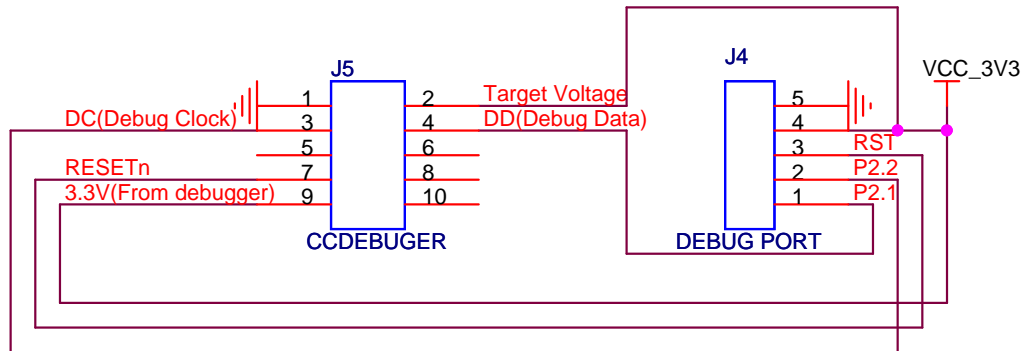 J5
J4
VCC_3V3
1
2
Target Voltage
5
DC(Debug Clock)
3
4
DD(Debug Data)
4
5
6
3
RST
RESETn
7
8
2
P2.2
3.3V(From debugger)
9
10
1
P2.1
CCDEBUGER
DEBUG PORT